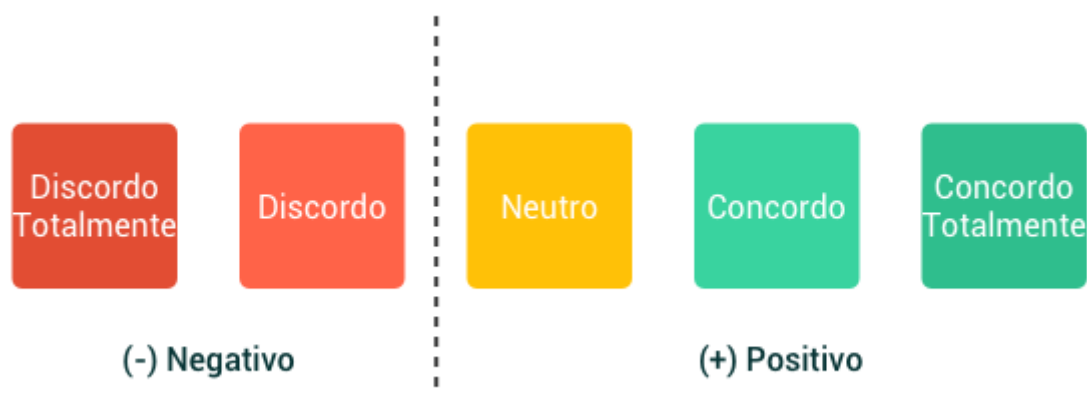 Discordo
Totalmente
Discordo
Neutro
Concordo
Concordo
Totalmente
(-) Negativo
(+) Positivo